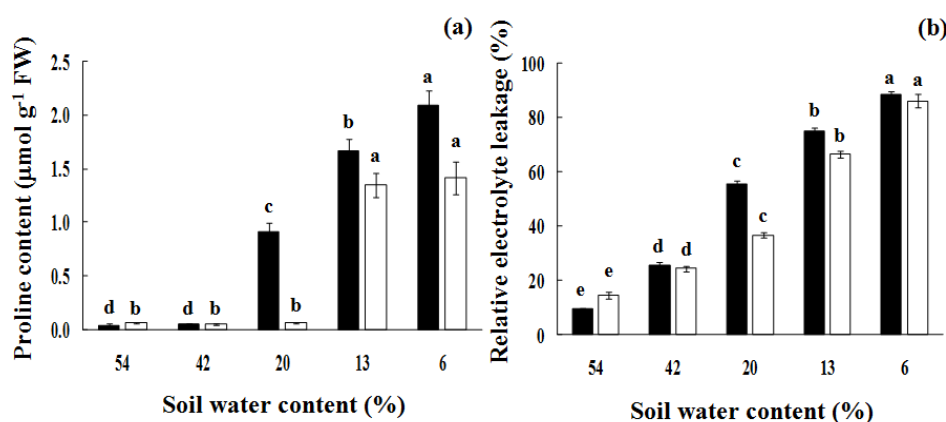 (a)
Proline content (μmol g-1 FW)
2.5
2.0
1.5
1.0
0.5
0.0
d b d b c b b a a a
54 42 20 13 6
Soil water content (%)
(b)
Relative electrolyte leakage (%)
100
80
60
40
20
0
e e d d c c b b a a
54 42 20 13 6
Soil water content (%)